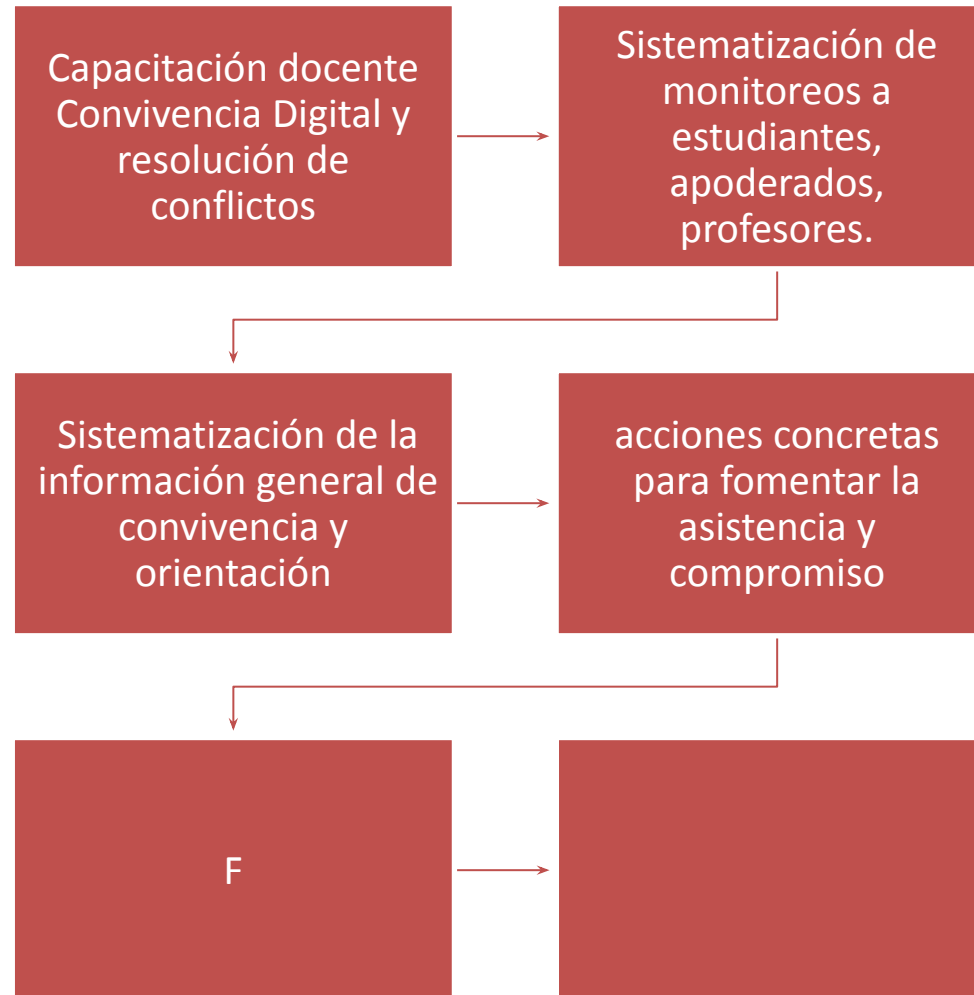 Capacitación docente
Convivencia Digital y
resolución de
conflictos
Sistematización de
monitoreos a
estudiantes,
apoderados,
profesores.
Sistematización de la
información general de
convivencia y
orientación
acciones concretas
para fomentar la
asistencia y
compromiso
F